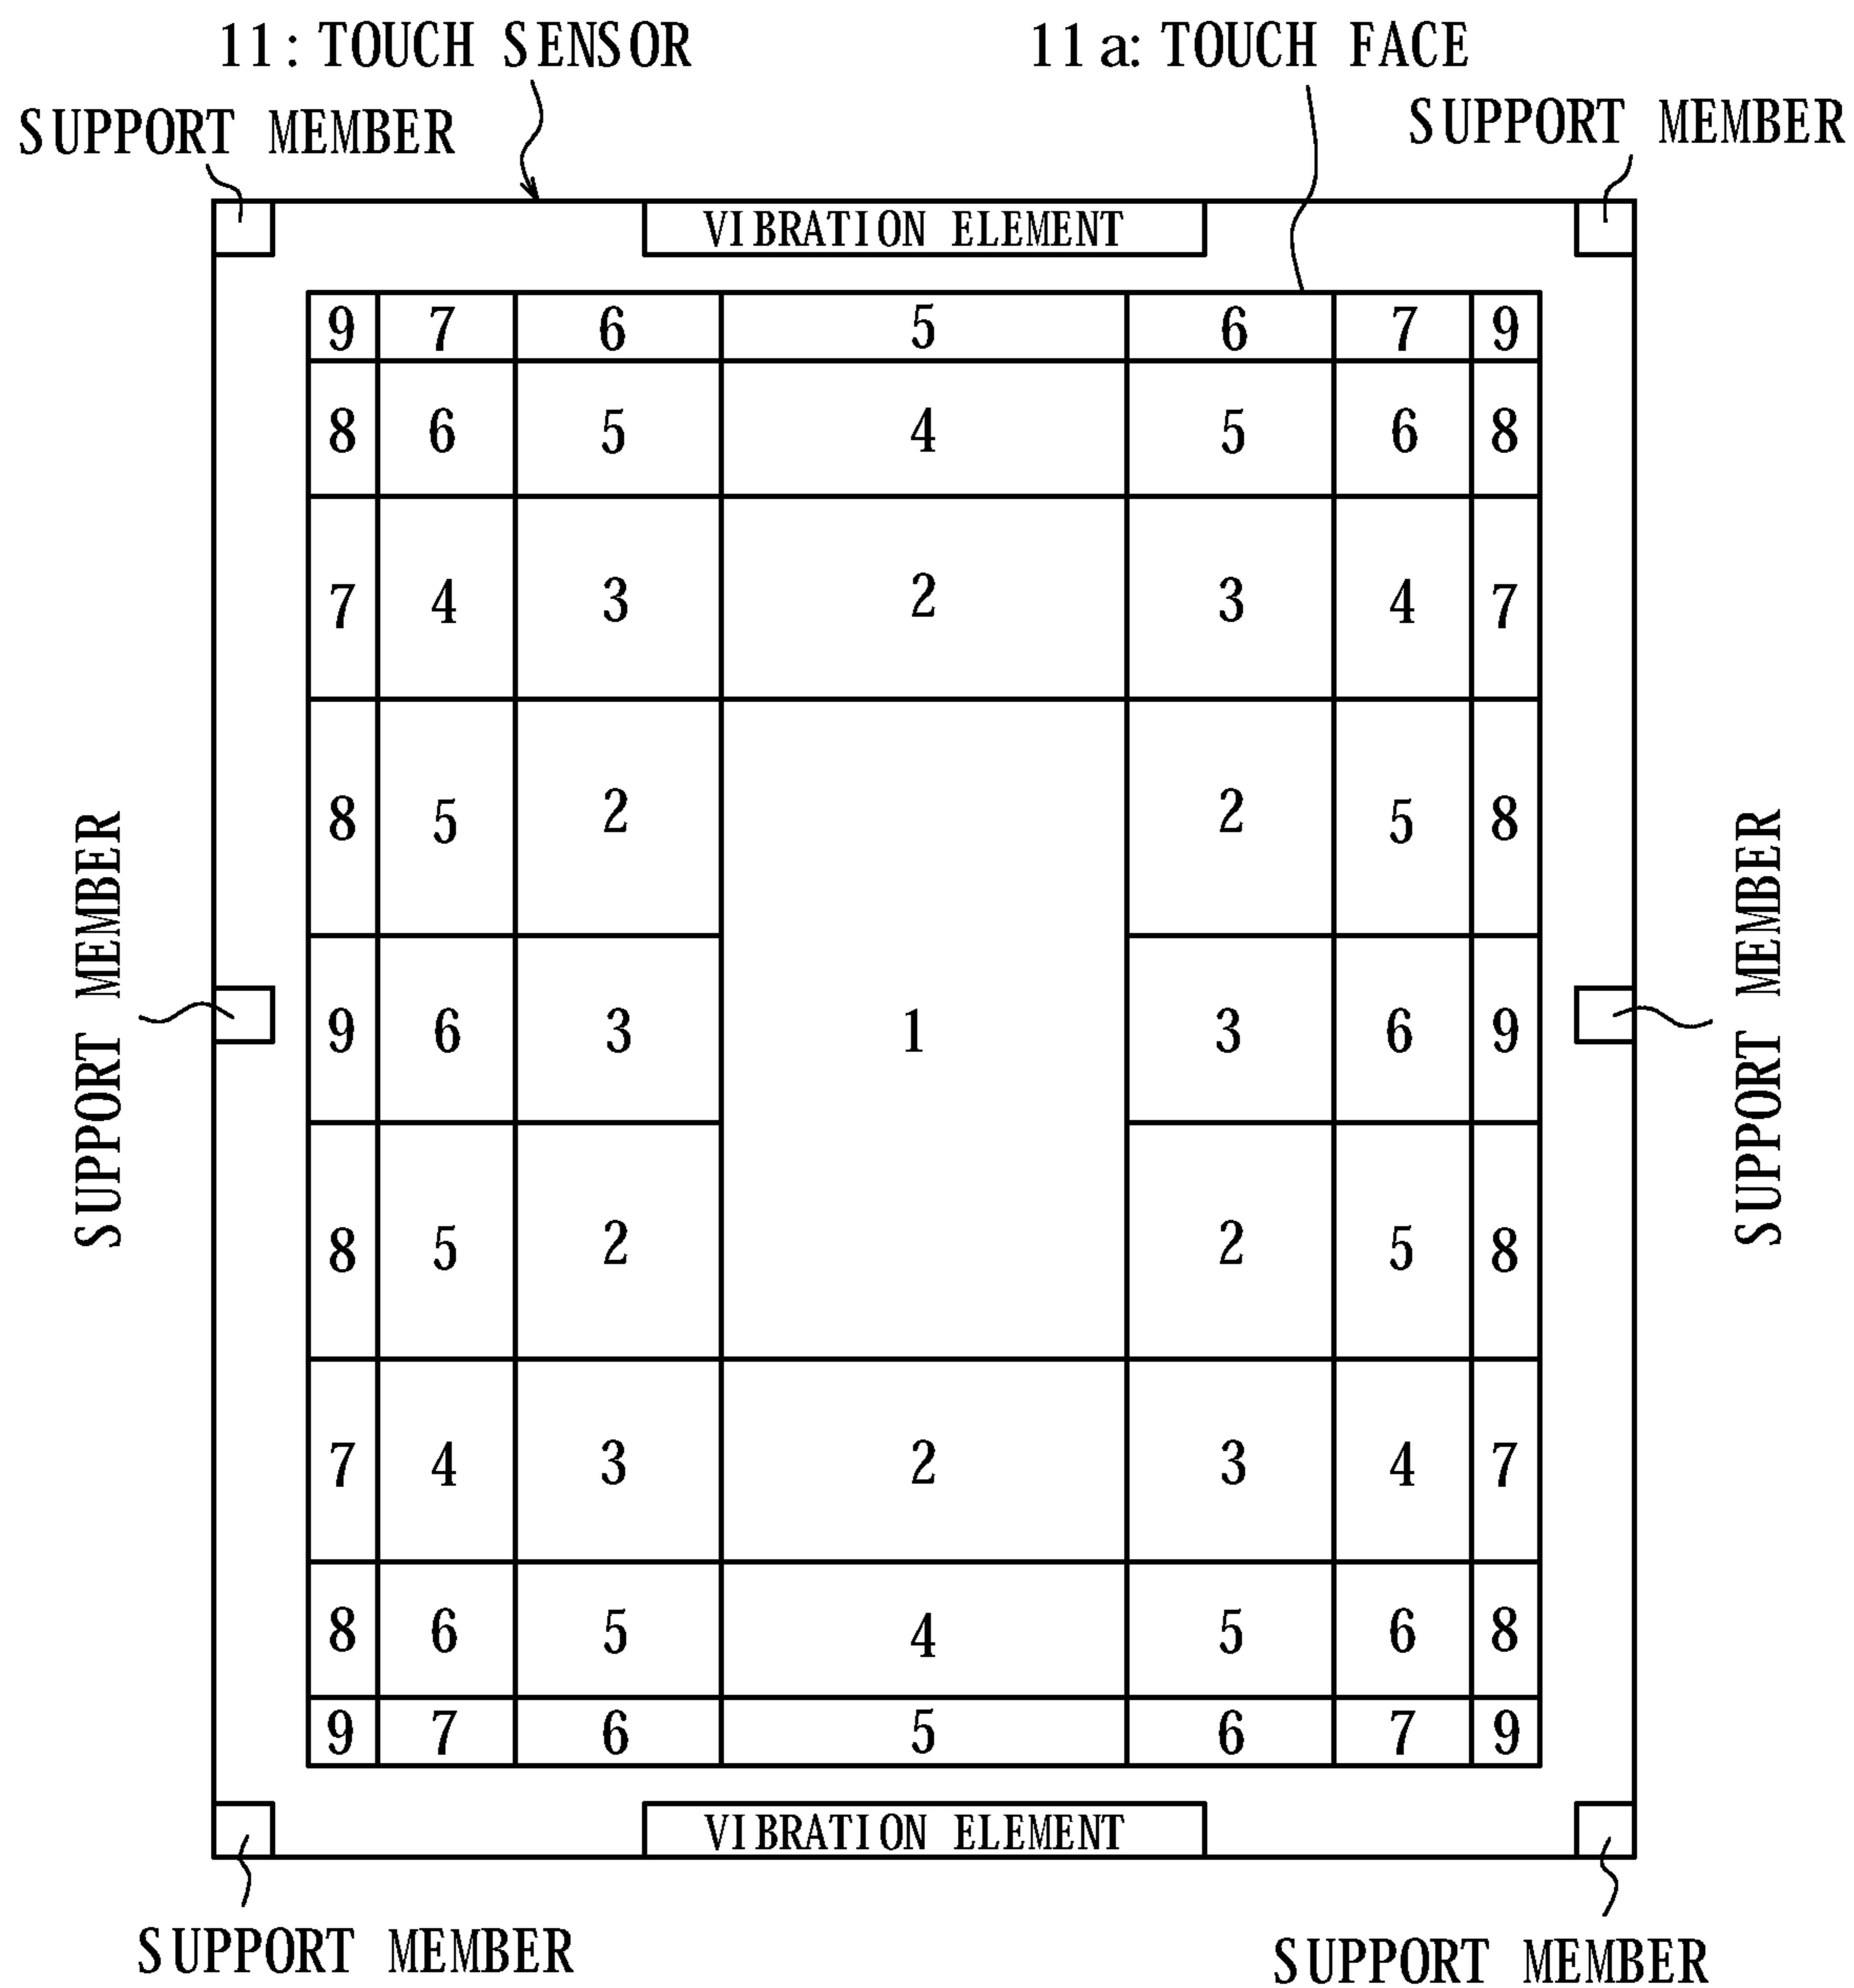 11: TOUCH SENSOR 11a: TOUCH FACE
SUPPORT MEMBER SUPPORT MEMBER
VIBRATION ELEMENT
9 7 6 5 6 7 9
8 6 5 4 5 6 8
7 4 3 2 3 4 7
8 5 2 2 5 8
SUPPORT MEMBER
9 6 3 1 3 6 9
SUPPORT MEMBER
8 5 2 2 5 8
7 4 3 2 3 4 7
8 6 5 4 5 6 8
9 7 6 5 6 7 9
VIBRATION ELEMENT
SUPPORT MEMBER SUPPORT MEMBER